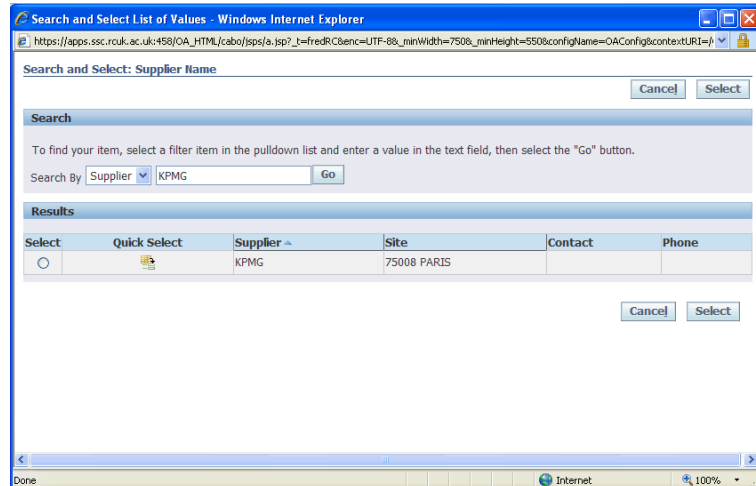 Search and Select List of Values - Windows Internet Explorer
https://apps.ssc.rcuk.ac.uk:458/OA_HTML/cabo/jsps/a.jsp?_t=fredRC&enc=UTF-8&_minWidth=750&_minHeight=550&configName=OAConfig&contextURI=/
Search and Select: Supplier Name
Cancel Select
Search
To find your item, select a filter item in the pulldown list and enter a value in the text field, then select the "Go" button.
Search By Supplier KPMG Go
Results
Select Quick Select Supplier Site Contact Phone
KPMG 75008 PARIS
Cancel Select
Done Internet 100%